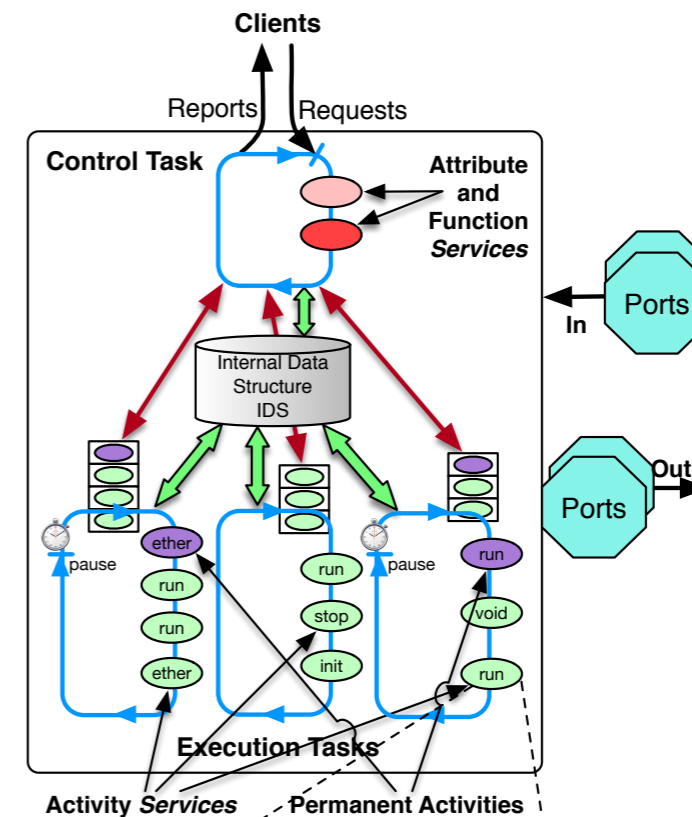 Clients
Reports
Requests
Control Task
Attribute
and
Function
Services
Ports
In
Internal Data
Structure
IDS
Out
Ports
pause
ether
run
run
ether
run
stop
init
pause
run
void
run
Execution Tasks
Activity Services
Permanent Activities